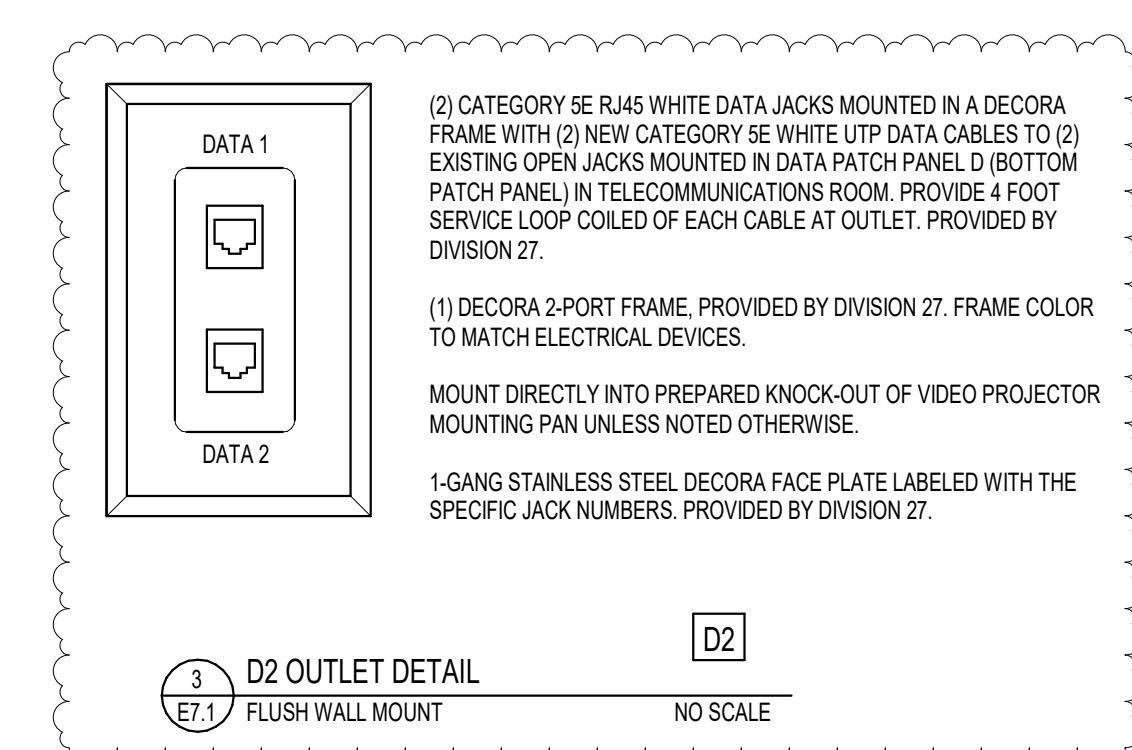 DATA 1
DATA 2
(2) CATEGORY 5E RJ45 WHITE DATA JACKS MOUNTED IN A DECORA
FRAME WITH (2) NEW CATEGORY 5E WHITE UTP DATA CABLES TO (2)
EXISTING OPEN JACKS MOUNTED IN DATA PATCH PANEL D (BOTTOM
PATCH PANEL) IN TELECOMMUNICATIONS ROOM. PROVIDE 4 FOOT
SERVICE LOOP COILED OF EACH CABLE AT OUTLET. PROVIDED BY
DIVISION 27.
(1) DECORA 2-PORT FRAME, PROVIDED BY DIVISION 27. FRAME COLOR
TO MATCH ELECTRICAL DEVICES.
MOUNT DIRECTLY INTO PREPARED KNOCK-OUT OF VIDEO PROJECTOR
MOUNTING PAN UNLESS NOTED OTHERWISE.
1-GANG STAINLESS STEEL DECORA FACE PLATE LABELED WITH THE
SPECIFIC JACK NUMBERS. PROVIDED BY DIVISION 27.
D2
3 D2 OUTLET DETAIL
E7.1 FLUSH WALL MOUNT NO SCALE